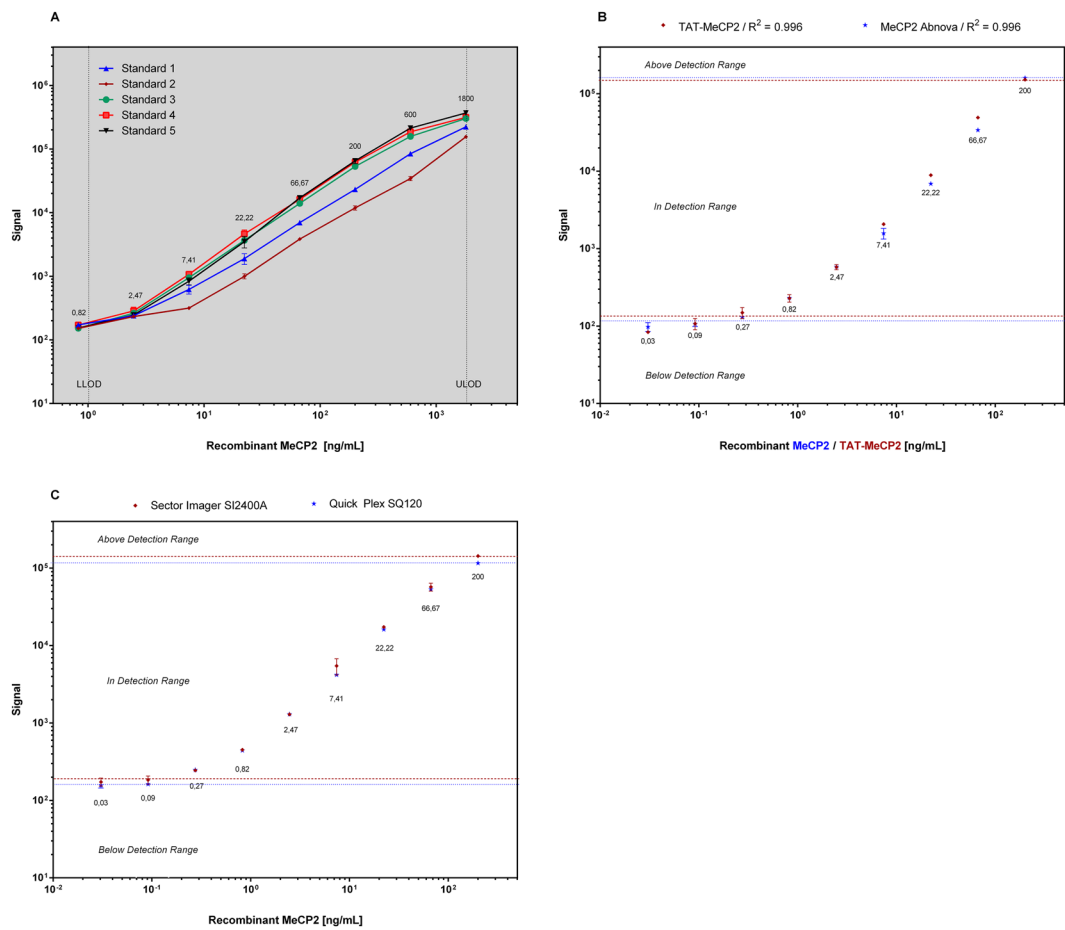 A
Standard 1
Standard 2
Standard 3
Standard 4
Standard 5
0,82
2,47
7,41
22,22
66,67
200
600
1800
LLOD
ULOD
10⁶
10⁵
10⁴
10³
10²
10¹
Signal
10⁰ 10¹ 10² 10³
Recombinant MeCP2 [ng/mL]
B
TAT-MeCP2 / R² = 0.996
MeCP2 Abnova / R² = 0.996
Above Detection Range
In Detection Range
Below Detection Range
0,03
0,09
0,27
0,82
2,47
7,41
22,22
66,67
200
10⁵
10⁴
10³
10²
10¹
Signal
10⁻² 10⁻¹ 10⁰ 10¹ 10²
Recombinant MeCP2 / TAT-MeCP2 [ng/mL]
C
Sector Imager SI2400A
Quick Plex SQ120
Above Detection Range
In Detection Range
Below Detection Range
0,03
0,09
0,27
0,82
2,47
7,41
22,22
66,67
200
10⁵
10⁴
10³
10²
10¹
Signal
10⁻² 10⁻¹ 10⁰ 10¹ 10²
Recombinant MeCP2 [ng/mL]